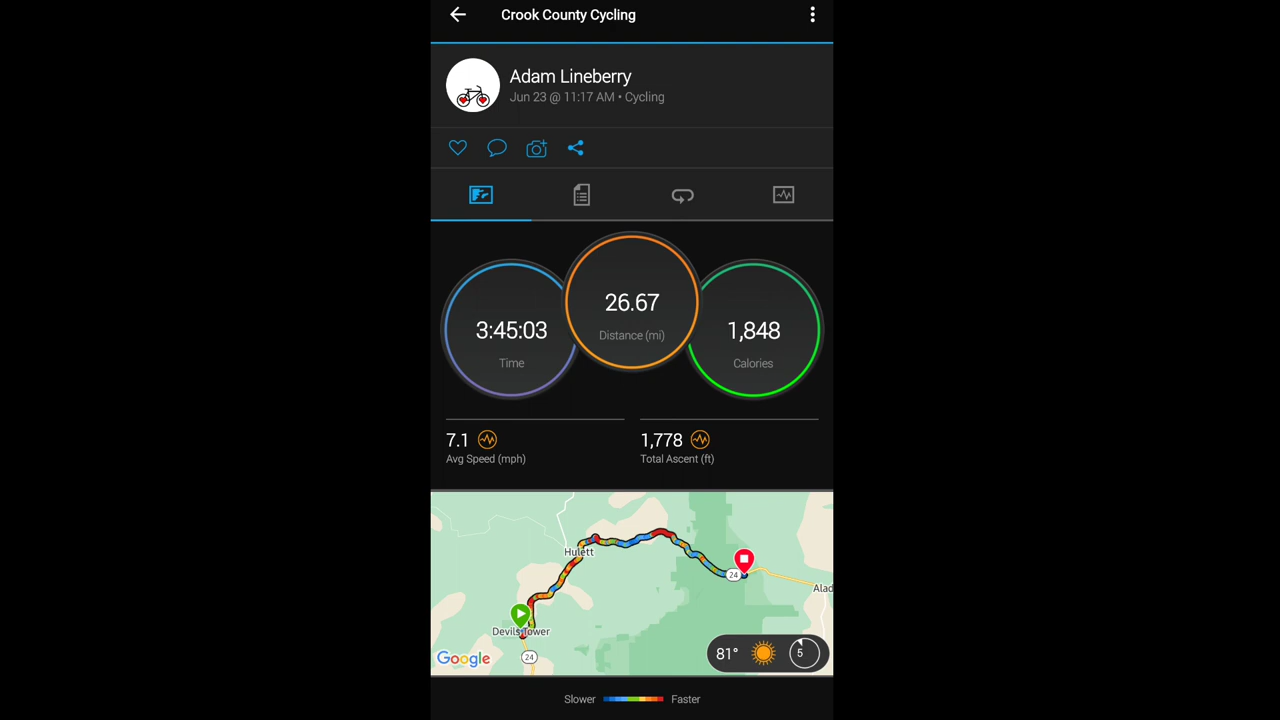 Crook County Cycling
Adam Lineberry
Jun 23 @ 11:17 AM • Cycling
26.67
Distance (mi)
3:45:03
Time
1,848
Calories
7.1
Avg Speed (mph)
1,778
Total Ascent (ft)
Hulett
24
Alad
Devils Tower
24
Google
81°
5
Slower
Faster